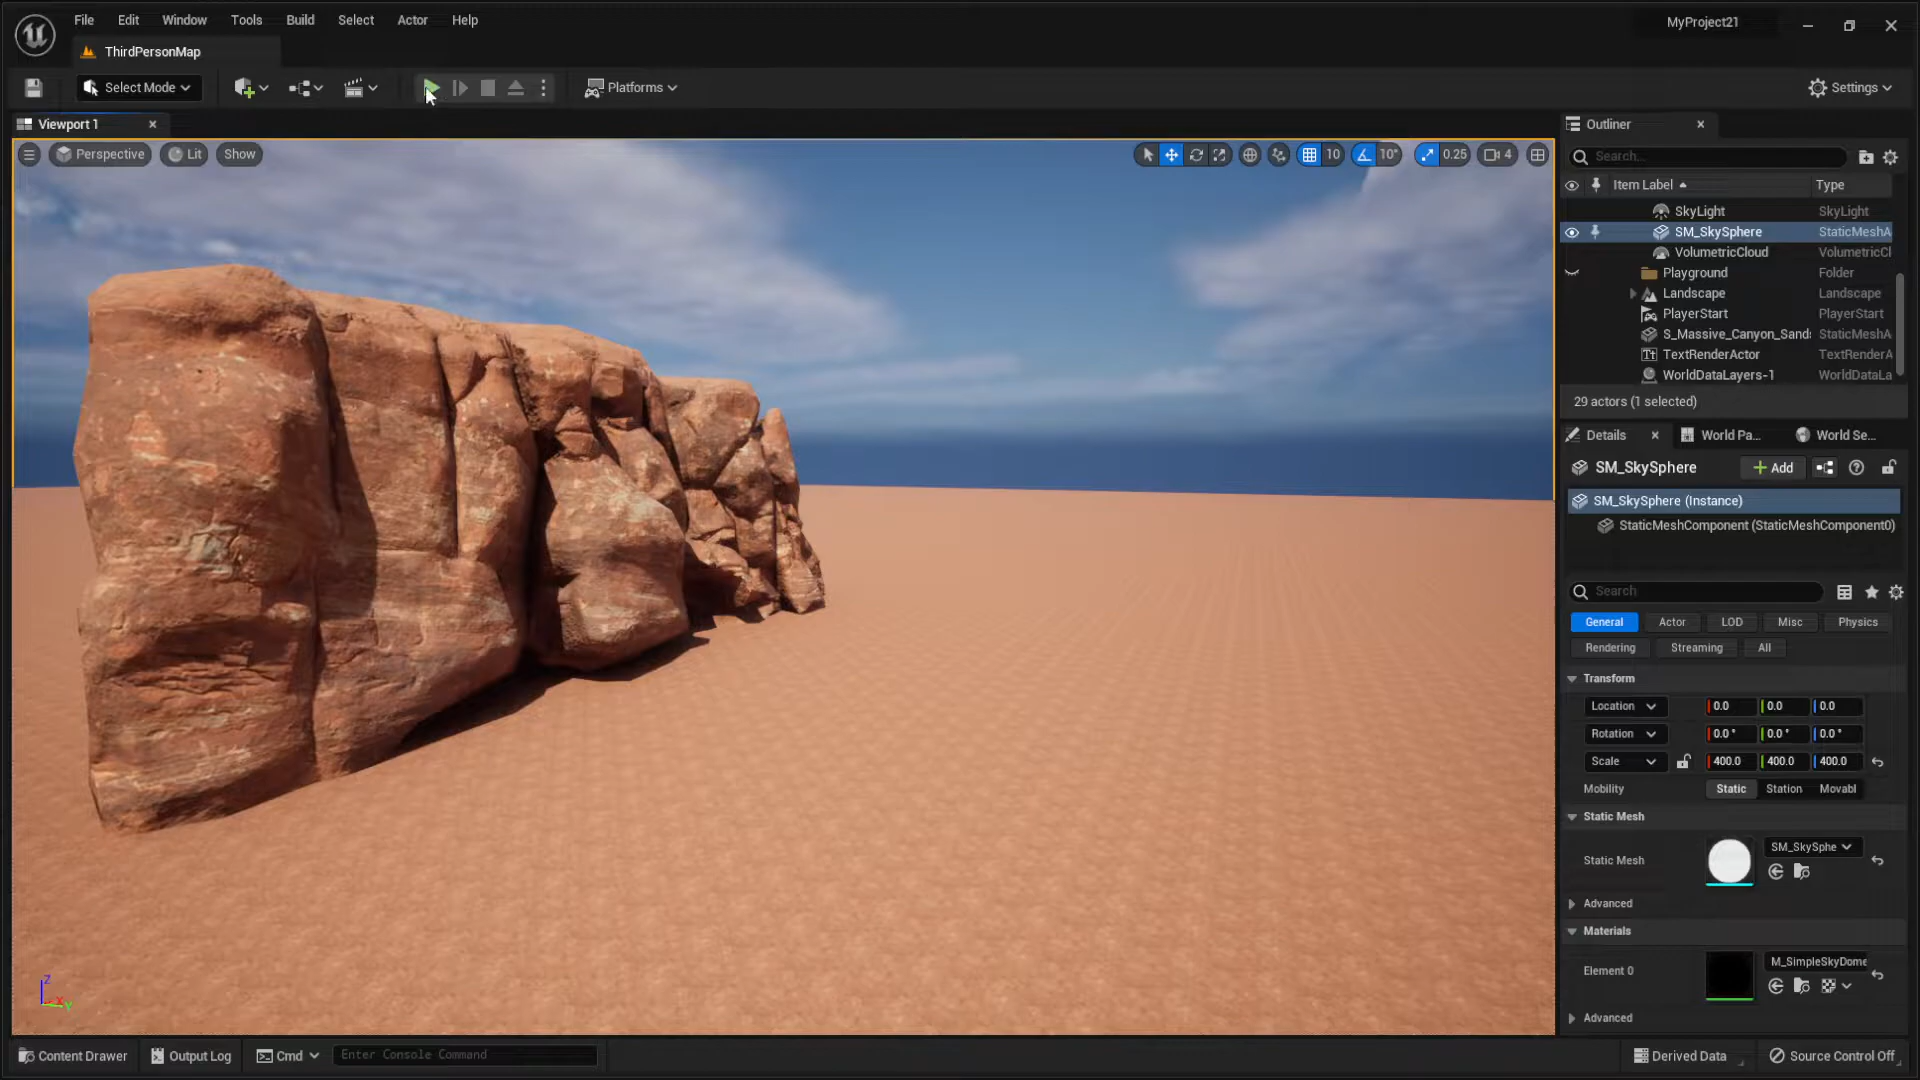 File Edit Window Tools Build Select Actor Help
MyProject21
ThirdPersonMap
Select Mode
Platforms
Settings
Viewport 1
Outliner
Perspective Lit Show
10 10° 0.25 4
Search...
Item Label Type
SkyLight SkyLight
SM_SkySphere StaticMeshA
VolumetricCloud VolumetricCl
Playground Folder
Landscape Landscape
PlayerStart PlayerStart
S_Massive_Canyon_Sands StaticMeshA
TextRenderActor TextRenderA
WorldDataLayers-1 WorldDataLa
29 actors (1 selected)
Details World Pa... World Se...
SM_SkySphere Add
SM_SkySphere (Instance)
StaticMeshComponent (StaticMeshComponent0)
Search
General Actor LOD Misc Physics
Rendering Streaming All
Transform
Location 0.0 0.0 0.0
Rotation 0.0° 0.0° 0.0°
Scale 400.0 400.0 400.0
Mobility Static Station Movabl
Static Mesh
Static Mesh SM_SkySphe
Advanced
Materials
Element 0 M_SimpleSkyDome
Advanced
Z X Y
Content Drawer Output Log Cmd Enter Console Command
Derived Data Source Control Off